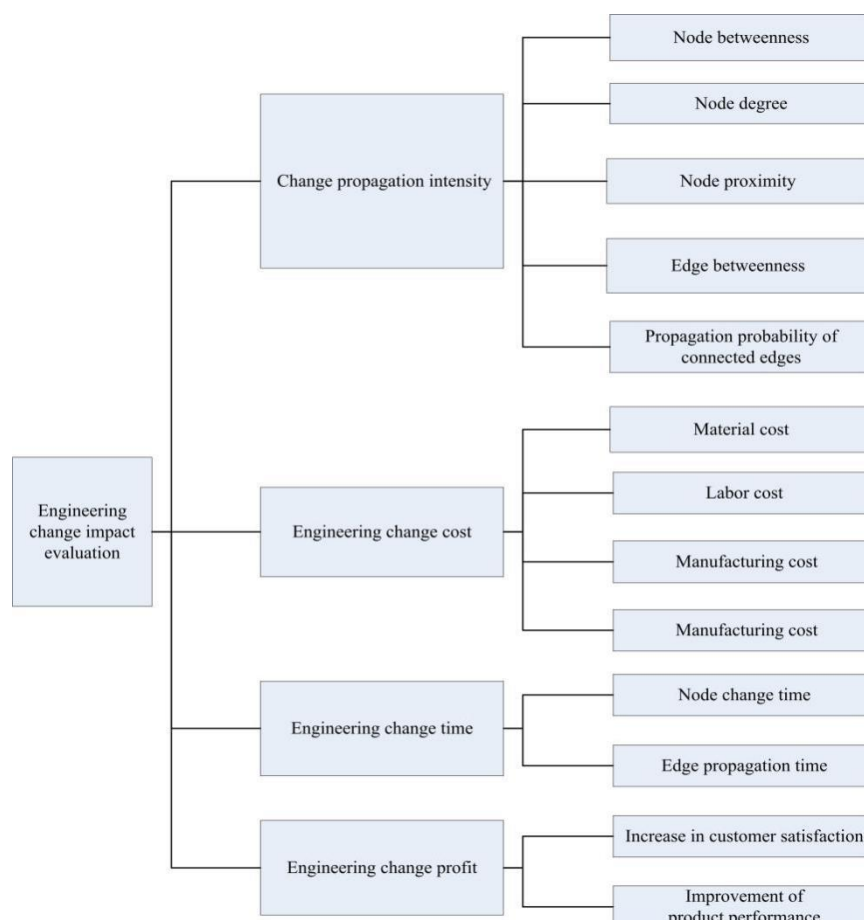 Node betweenness
Node degree
Change propagation intensity
Node proximity
Edge betweenness
Propagation probability of
connected edges
Engineering
change impact
evaluation
Material cost
Labor cost
Engineering change cost
Manufacturing cost
Manufacturing cost
Node change time
Engineering change time
Edge propagation time
Increase in customer satisfaction
Engineering change profit
Improvement of
product performance